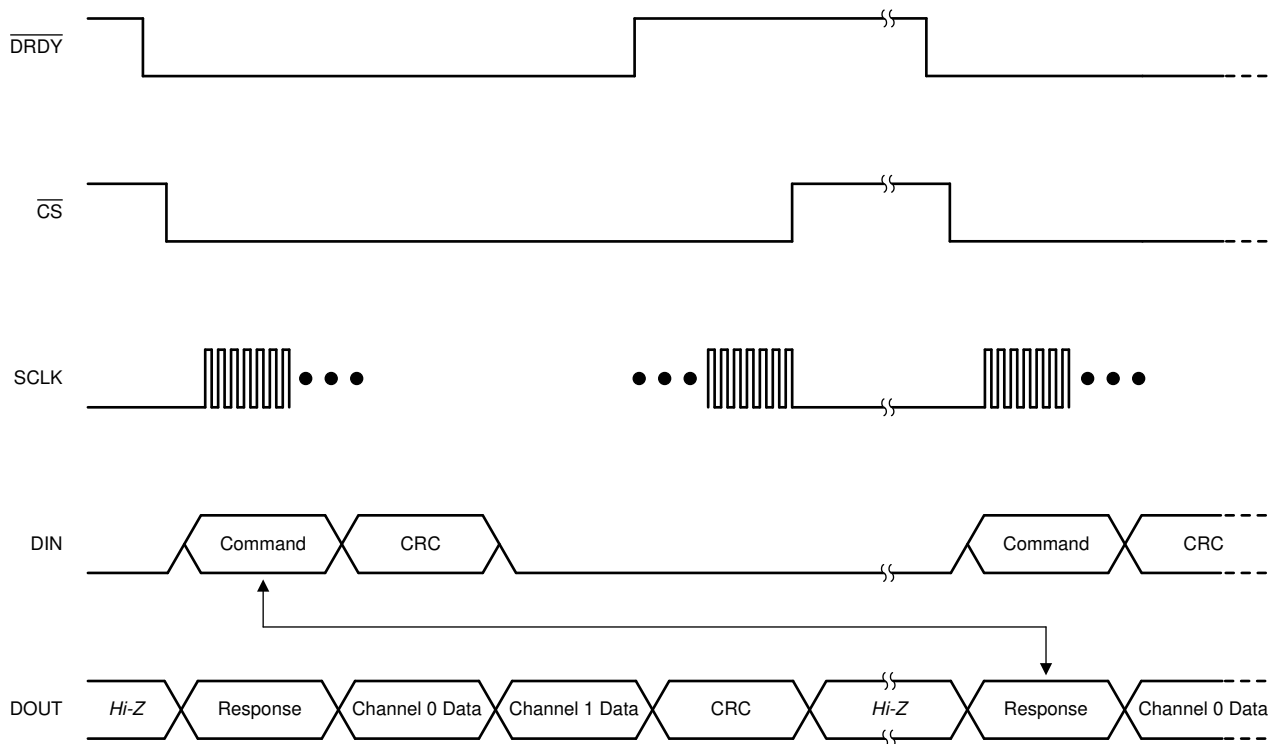 DRDY
CS
SCLK
DIN
Command
CRC
Command
CRC
DOUT
Hi-Z
Response
Channel 0 Data
Channel 1 Data
CRC
Hi-Z
Response
Channel 0 Data